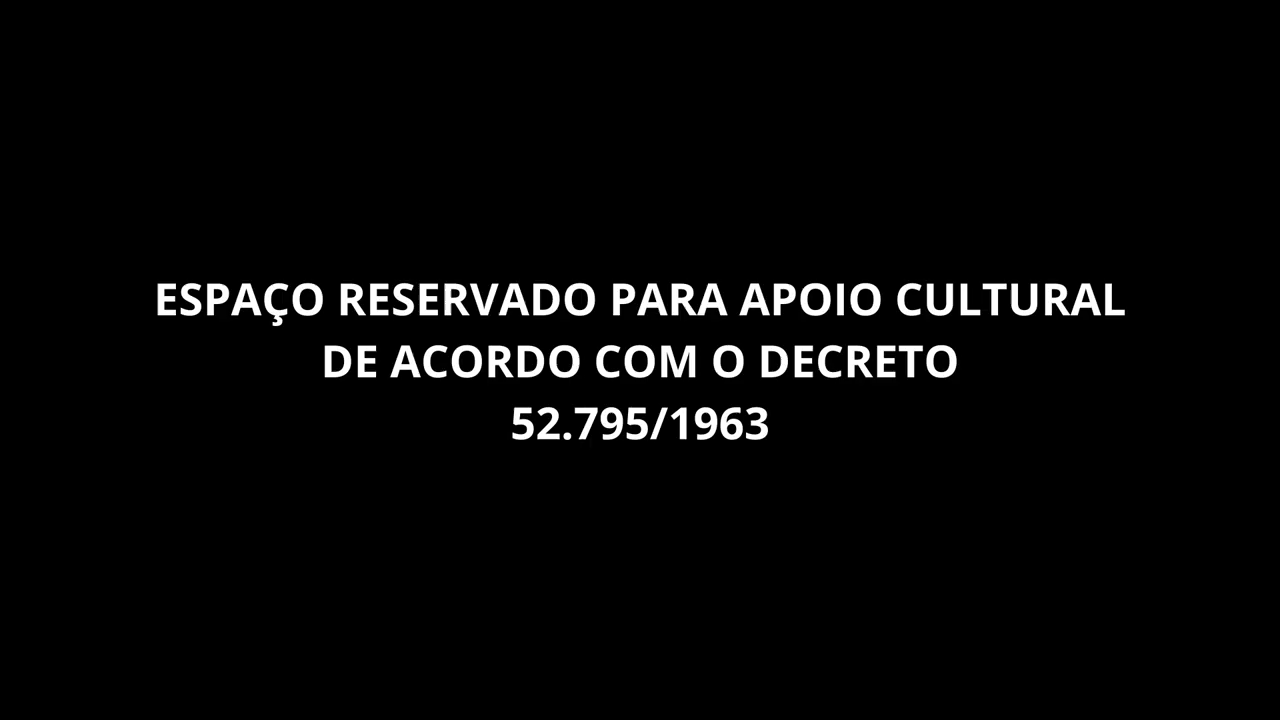 ESPAÇO RESERVADO PARA APOIO CULTURAL
DE ACORDO COM O DECRETO
52.795/1963